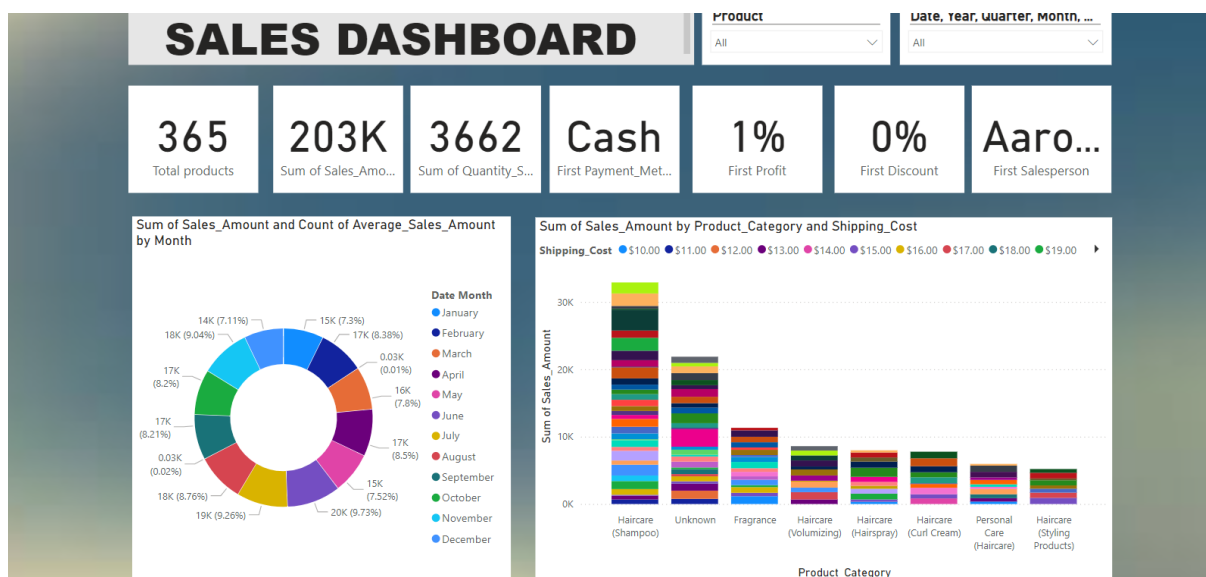 SALES DASHBOARD
Product
All
Date, Year, Quarter, Month, ...
All
365
Total products
203K
Sum of Sales_Amo...
3662
Sum of Quantity_S...
Cash
First Payment_Met...
1%
First Profit
0%
First Discount
Aaro...
First Salesperson
Sum of Sales_Amount and Count of Average_Sales_Amount
by Month
14K (7.11%)
15K (7.3%)
18K (9.04%)
17K (8.38%)
0.03K
(0.01%)
17K
(8.2%)
16K
(7.8%)
17K
(8.21%)
17K
(8.5%)
0.03K
(0.02%)
15K
(7.52%)
18K (8.76%)
19K (9.26%)
20K (9.73%)
Date Month
January
February
March
April
May
June
July
August
September
October
November
December
Sum of Sales_Amount by Product_Category and Shipping_Cost
Shipping_Cost $10.00 $11.00 $12.00 $13.00 $14.00 $15.00 $16.00 $17.00 $18.00 $19.00
Sum of Sales_Amount
30K
20K
10K
0K
Haircare
(Shampoo)
Unknown
Fragrance
Haircare
(Volumizing)
Haircare
(Hairspray)
Haircare
(Curl Cream)
Personal
Care
(Haircare)
Haircare
(Styling
Products)
Product_Category